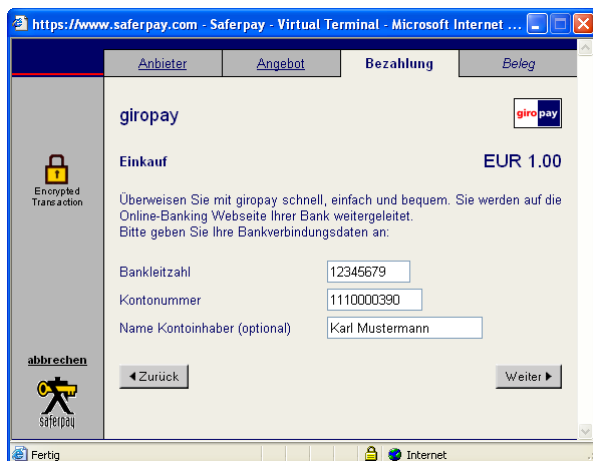 https://www.saferpay.com - Saferpay - Virtual Terminal - Microsoft Internet ...
Anbieter Angebot Bezahlung Beleg
giropay
giropay
Einkauf EUR 1.00
Encrypted
Transaction
Überweisen Sie mit giropay schnell, einfach und bequem. Sie werden auf die
Online-Banking Webseite Ihrer Bank weitergeleitet.
Bitte geben Sie Ihre Bankverbindungsdaten an:
Bankleitzahl 12345679
Kontonummer 1110000390
Name Kontoinhaber (optional) Karl Mustermann
abbrechen
Zurück Weiter
saferpay
Fertig Internet